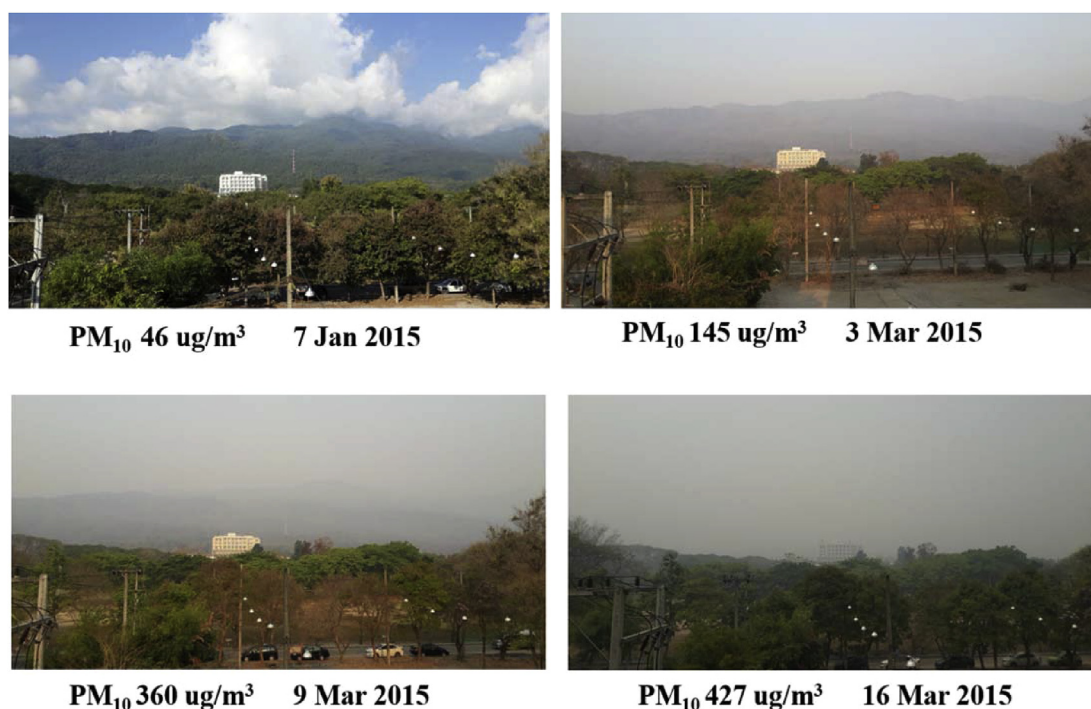 PM₁₀ 46 ug/m³ 7 Jan 2015
PM₁₀ 145 ug/m³ 3 Mar 2015
PM₁₀ 360 ug/m³ 9 Mar 2015
PM₁₀ 427 ug/m³ 16 Mar 2015